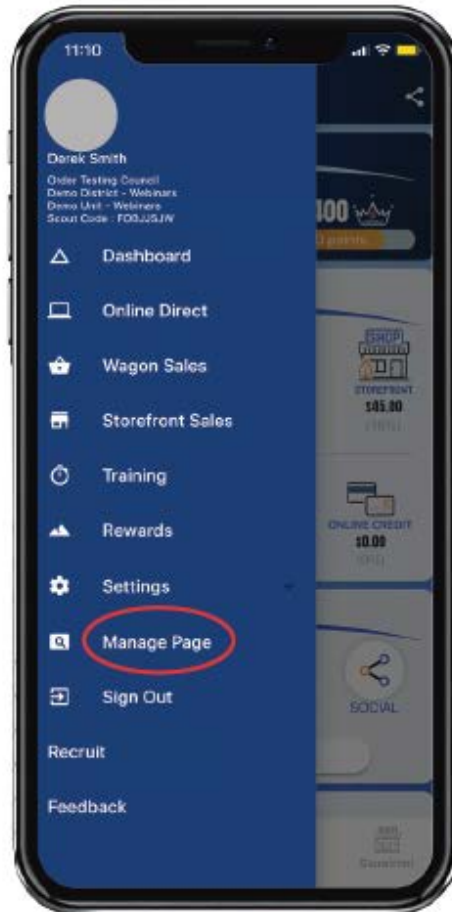 11:10
Derek Smith
Order Testing Council
Demo District - Webinars
Demo Unit - Webinars
Scout Code :
Dashboard
Online Direct
Wagon Sales
Storefront Sales
Training
Rewards
Settings
Manage Page
Sign Out
Recruit
Feedback
400
points
SHOP
STOREFRONT
$45.00
ONLINE CREDIT
$0.00
SOCIAL